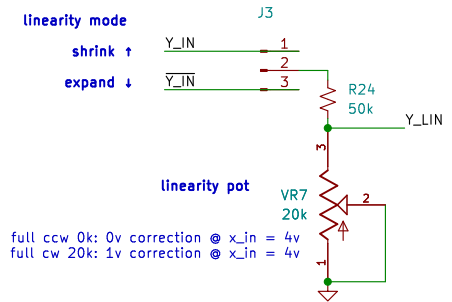 J3
linearity mode
shrink ↑
Y_IN
1
2
expand ↓
Y_IN
3
R24
50k
Y_LIN
3
linearity pot
VR7
20k
2
full ccw 0k: 0v correction @ x_in = 4v
full cw 20k: 1v correction @ x_in = 4v
1